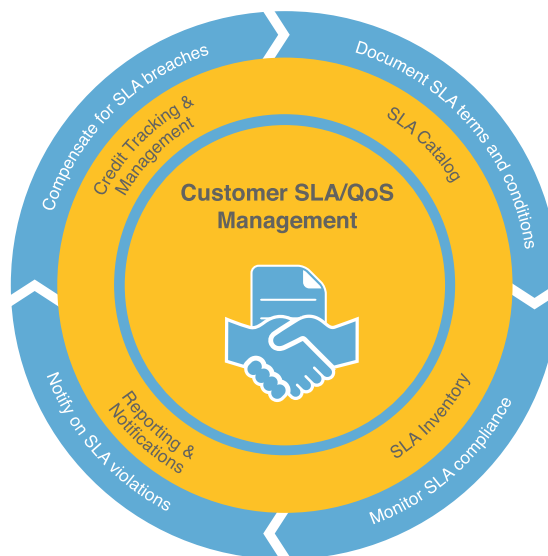 Customer SLA/QoS
Management
Document SLA terms and conditions
SLA Catalog
Monitor SLA compliance
SLA Inventory
Notify on SLA violations
Reporting &
Notifications
Compensate for SLA breaches
Credit Tracking &
Management